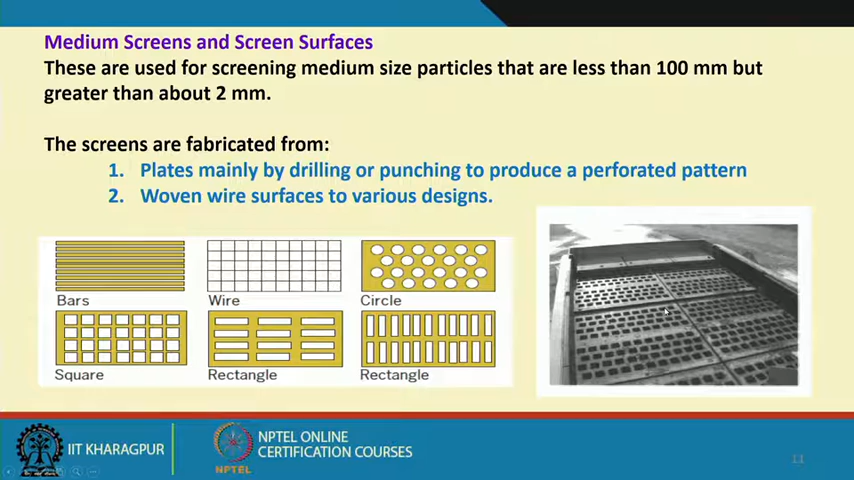 Medium Screens and Screen Surfaces
These are used for screening medium size particles that are less than 100 mm but
greater than about 2 mm.
The screens are fabricated from:
1. Plates mainly by drilling or punching to produce a perforated pattern
2. Woven wire surfaces to various designs.
Bars
Wire
Circle
Square
Rectangle
Rectangle
IIT KHARAGPUR
NPTEL
NPTEL ONLINE
CERTIFICATION COURSES
11